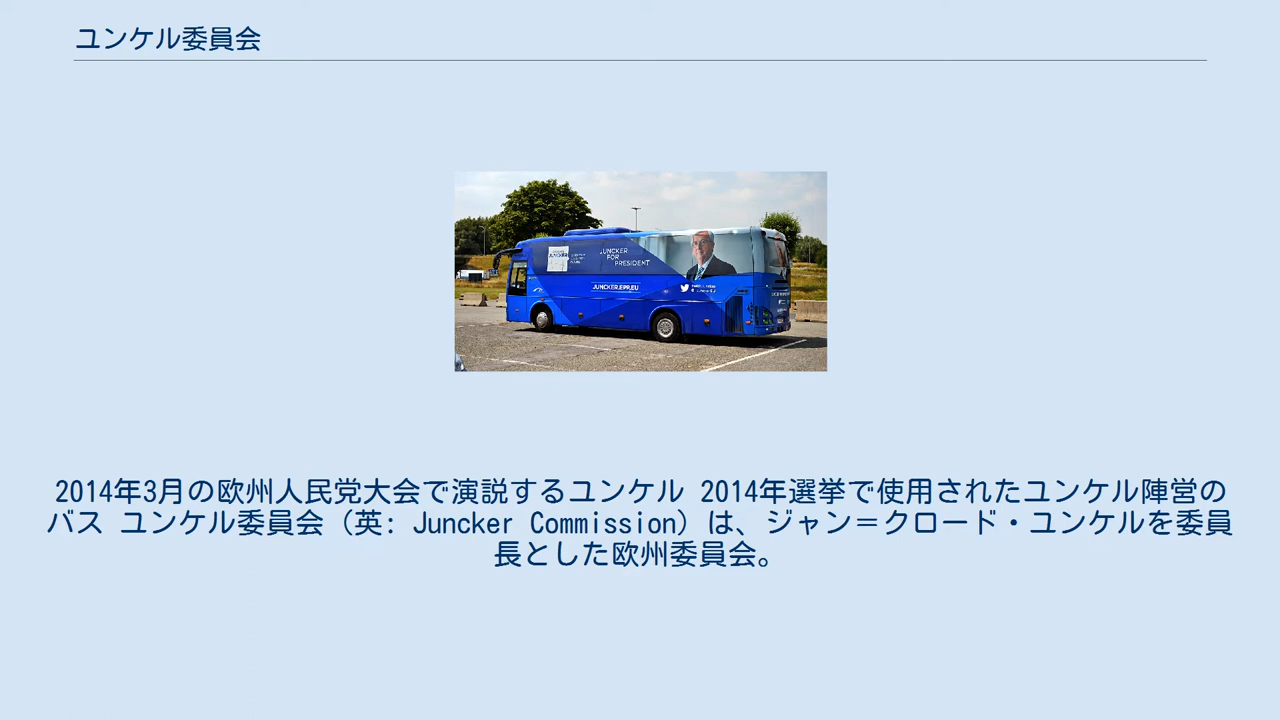 ユンケル委員会
JUNCKER
FOR
PRESIDENT
JUNCKER.EPP.EU
2014年3月の欧州人民党大会で演説するユンケル 2014年選挙で使用されたユンケル陣営の
バス ユンケル委員会（英: Juncker Commission）は、ジャン＝クロード・ユンケルを委員
長とした欧州委員会。